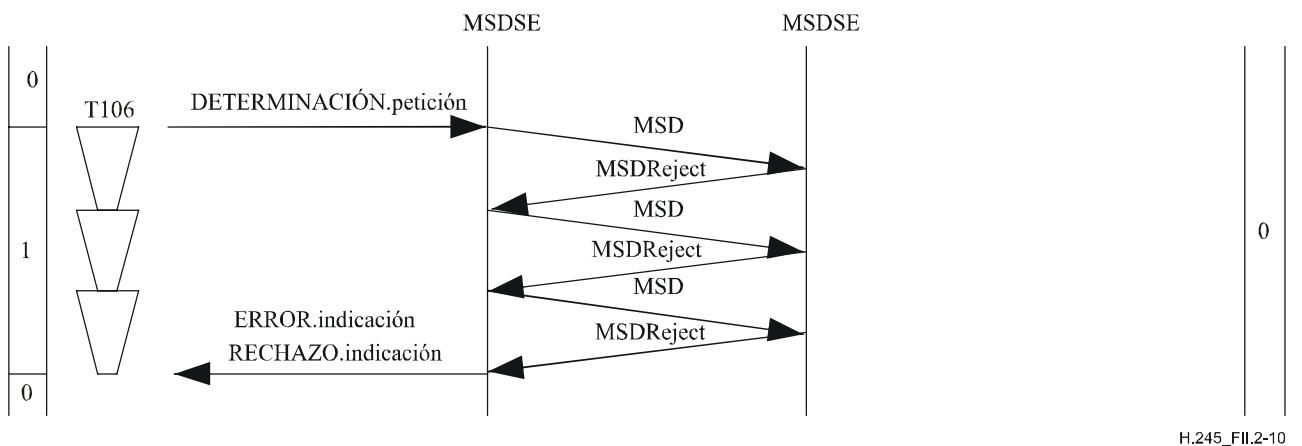 MSDSE
MSDSE
0
T106
DETERMINACIÓN.petición
MSD
MSDReject
MSD
1
MSDReject
0
MSD
ERROR.indicación
MSDReject
RECHAZO.indicación
0
H.245_FII.2-10